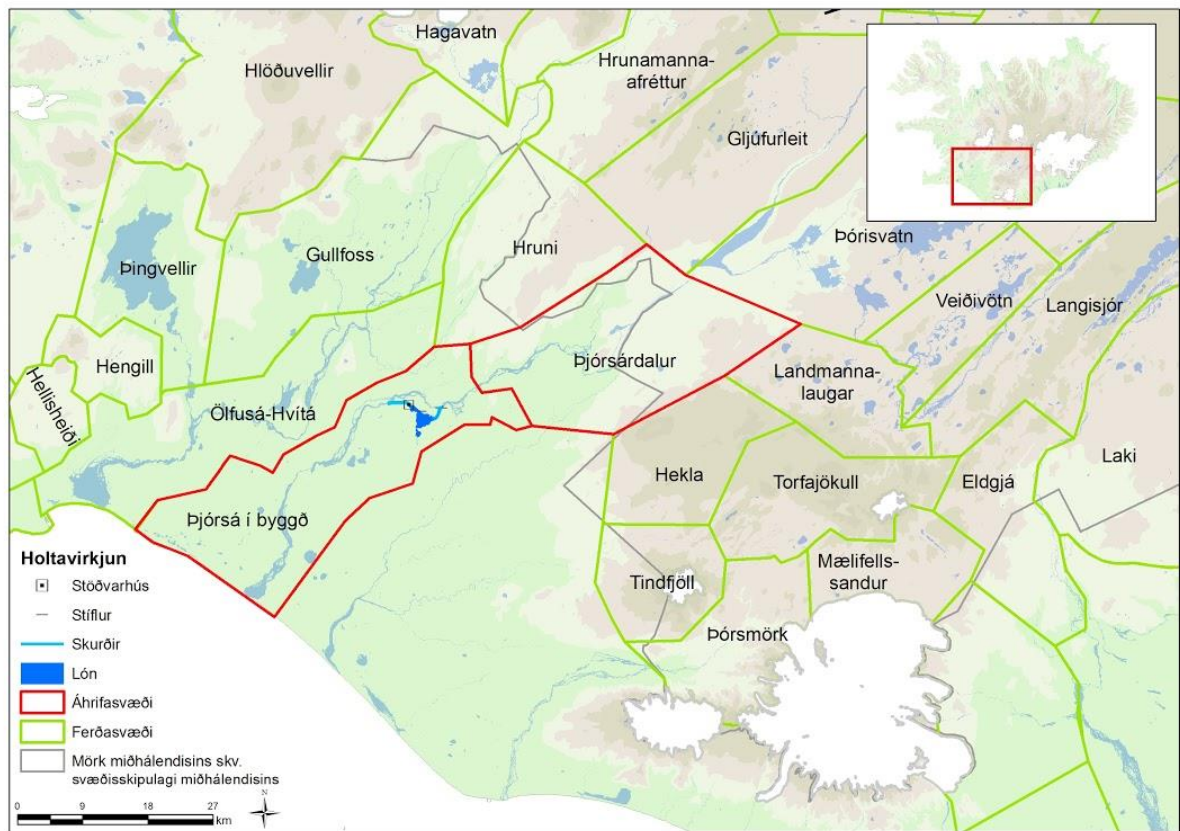 Hagavatn
Hlöðuvellir
Hrunamanna-
afréttur
Gljúfurleit
Þingvellir
Gullfoss
Hruni
Þórisvatn
Veiðivötn
Langisjór
Hengill
Hellisheiði
Ölfusá-Hvítá
Þjórsárdalur
Landmanna-
laugar
Hekla
Torfajökull
Eldgjá
Laki
Þjórsá í byggð
Tindfjöll
Mælifells-
sandur
Þórsmörk
Holtavirkjun
Stöðvarhús
Stíflur
Skurðir
Lón
Áhrifasvæði
Ferðasvæði
Mörk miðhálendisins skv.
svæðisskipulagi miðhálendisins
0 9 18 27
km